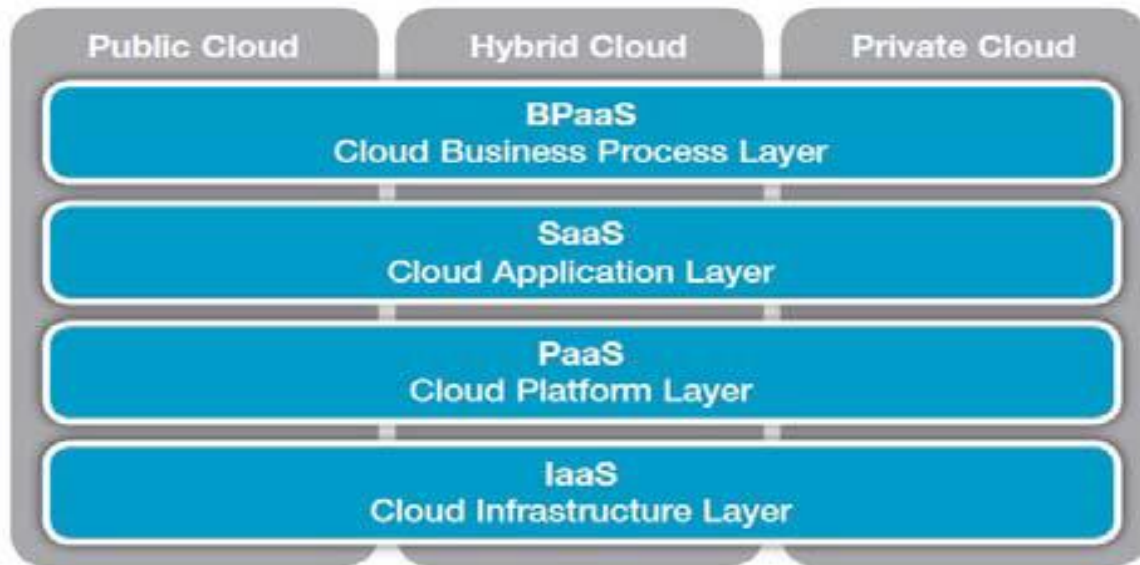 Public Cloud
Hybrid Cloud
Private Cloud
BPaaS
Cloud Business Process Layer
SaaS
Cloud Application Layer
PaaS
Cloud Platform Layer
IaaS
Cloud Infrastructure Layer